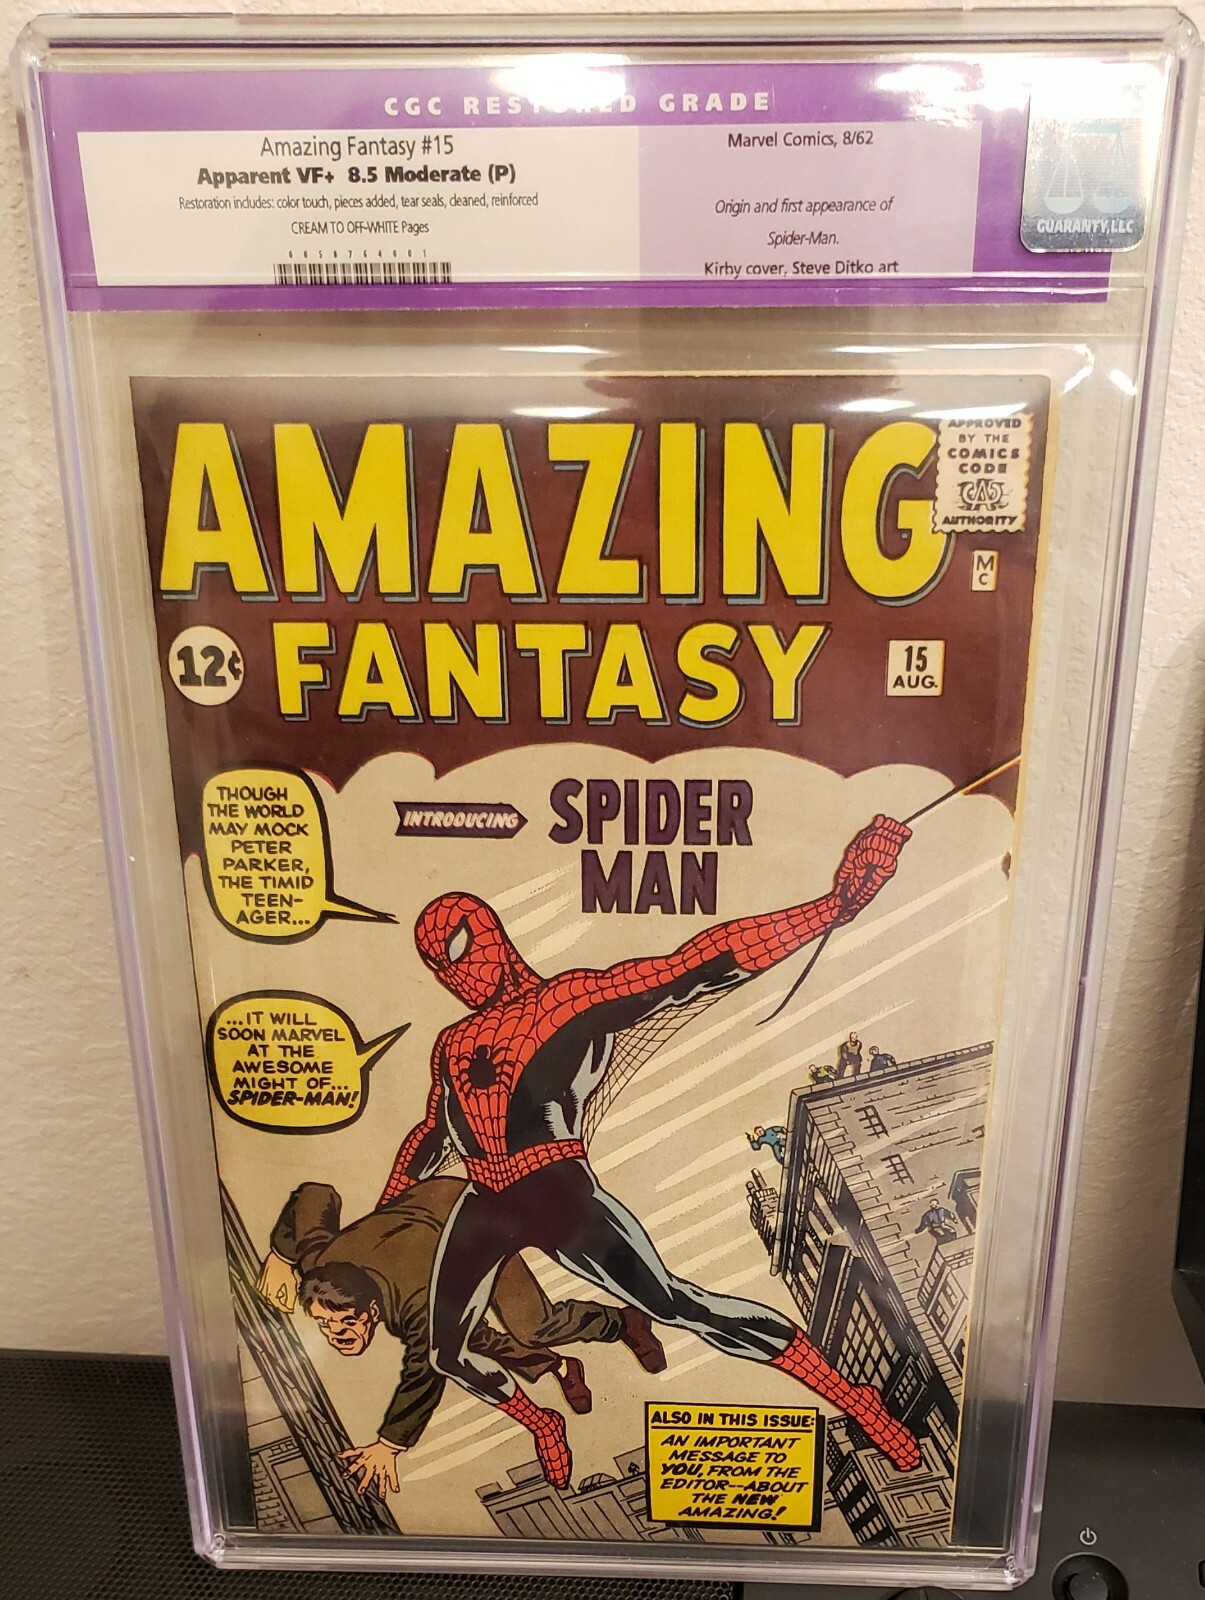 CGC RESTORED GRADE
Amazing Fantasy #15
Apparent VF+ 8.5 Moderate (P)
Restoration includes: color touch, pieces added, tear seals, cleaned, reinforced
CREAM TO OFF-WHITE Pages
0058764001
Marvel Comics, 8/62
Origin and first appearance of
Spider-Man.
Kirby cover, Steve Ditko art
GUARANTY, LLC
AMAZING
FANTASY
APPROVED
BY THE
COMICS
CODE
AUTHORITY
MC
12¢
15
AUG.
INTRODUCING
SPIDER
MAN
THOUGH
THE WORLD
MAY MOCK
PETER
PARKER,
THE TIMID
TEEN-
AGER...
...IT WILL
SOON MARVEL
AT THE
AWESOME
MIGHT OF...
SPIDER-MAN!
ALSO IN THIS ISSUE:
AN IMPORTANT
MESSAGE TO
YOU, FROM THE
EDITOR--ABOUT
THE NEW
AMAZING!